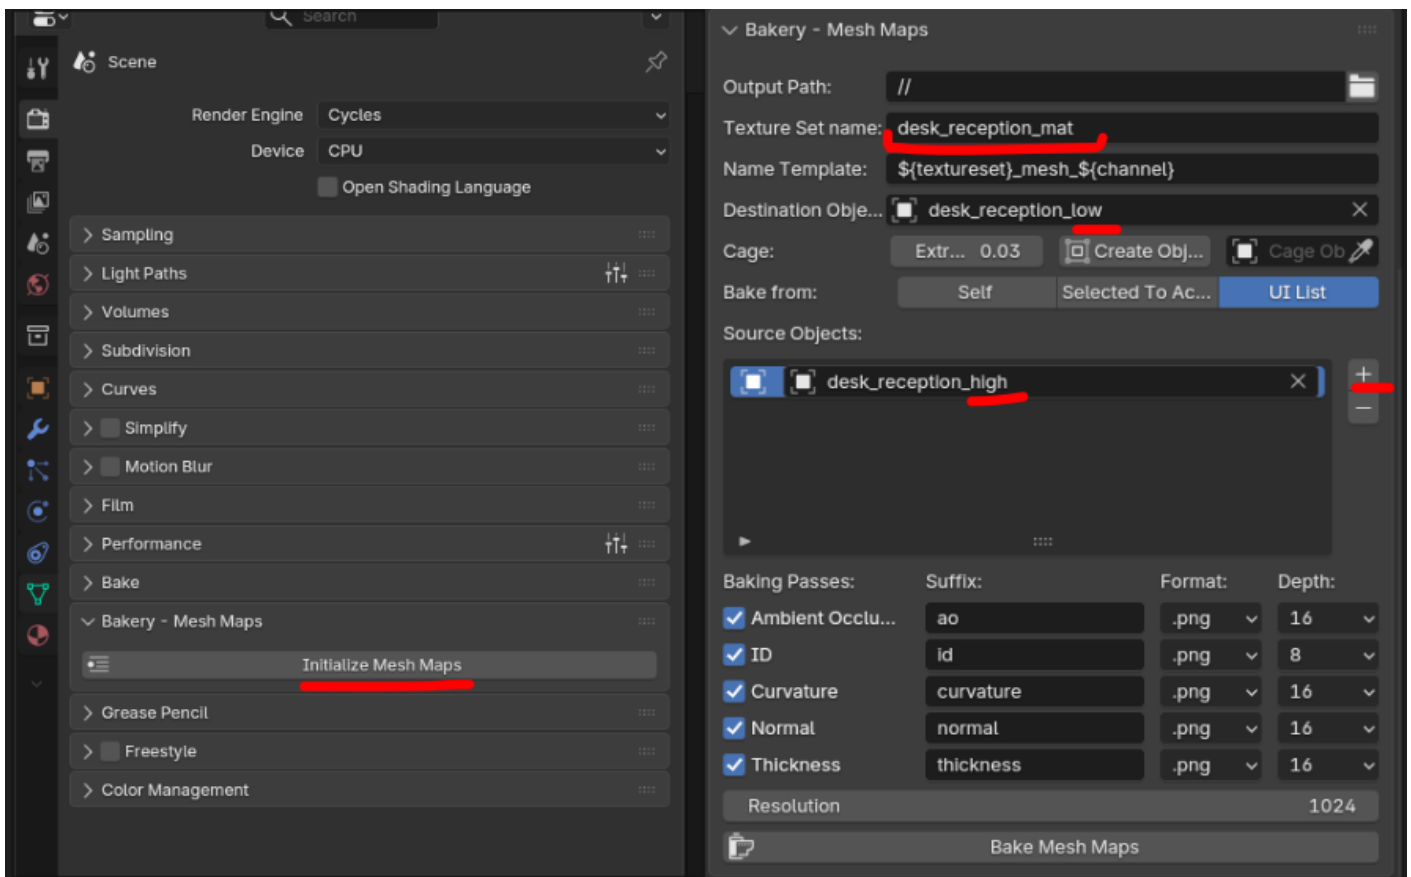 Search
Scene
Render Engine Cycles
Device CPU
Open Shading Language
Sampling
Light Paths
Volumes
Subdivision
Curves
Simplify
Motion Blur
Film
Performance
Bake
Bakery - Mesh Maps
Initialize Mesh Maps
Grease Pencil
Freestyle
Color Management
Bakery - Mesh Maps
Output Path: //
Texture Set name: desk_reception_mat
Name Template: ${textureset}_mesh_${channel}
Destination Obje... desk_reception_low
Cage: Extr... 0.03 Create Obj... Cage Ob
Bake from: Self Selected To Ac... UI List
Source Objects:
desk_reception_high
Baking Passes: Suffix: Format: Depth:
Ambient Occlu... ao .png 16
ID id .png 8
Curvature curvature .png 16
Normal normal .png 16
Thickness thickness .png 16
Resolution 1024
Bake Mesh Maps